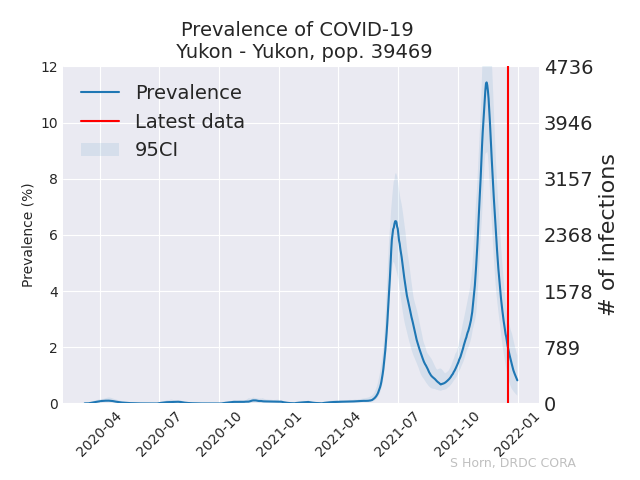 Prevalence of COVID-19
Yukon - Yukon, pop. 39469
Prevalence
Latest data
95CI
Prevalence (%)
12
10
8
6
4
2
0
4736
3946
3157
2368
1578
789
0
# of infections
2020-04
2020-07
2020-10
2021-01
2021-04
2021-07
2021-10
2022-01
S Horn, DRDC CORA